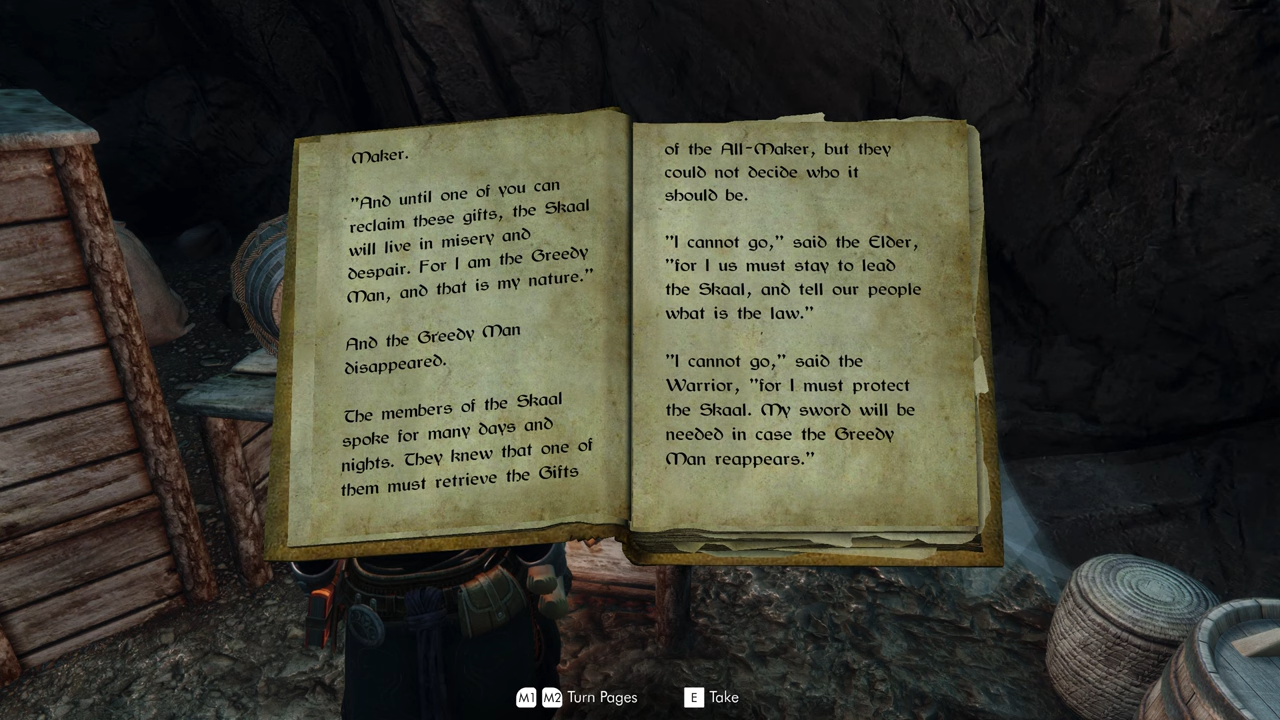 Maker.
"And until one of you can
reclaim these gifts, the Skaal
will live in misery and
despair. For I am the Greedy
Man, and that is my nature."
And the Greedy Man
disappeared.
The members of the Skaal
spoke for many days and
nights. They knew that one of
them must retrieve the Gifts
of the All-Maker, but they
could not decide who it
should be.
"I cannot go," said the Elder,
"for I us must stay to lead
the Skaal, and tell our people
what is the law."
"I cannot go," said the
Warrior, "for I must protect
the Skaal. My sword will be
needed in case the Greedy
Man reappears."
M1 M2 Turn Pages E Take